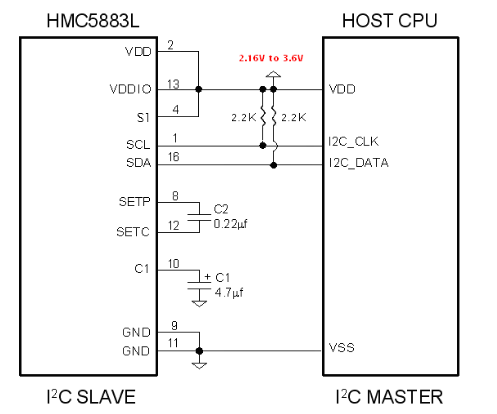 HMC5883L
HOST CPU
VDD 2
2.16V to 3.6V
VDDIO 13
VDD
S1 4
2.2K 2.2K
SCL 1
I2C_CLK
SDA 16
I2C_DATA
SETP 8
C2
0.22µf
SETC 12
C1 10
+ C1
4.7µf
GND 9
GND 11
VSS
I²C SLAVE
I²C MASTER